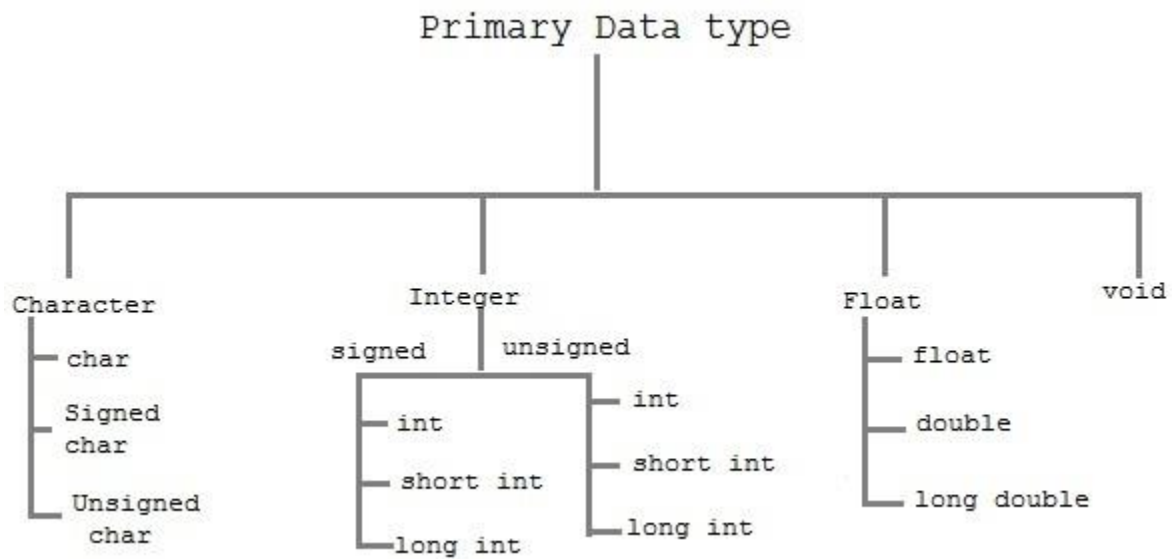 Primary Data type
Character
char
Signed
char
Unsigned
char
Integer
signed
unsigned
int
short int
long int
int
short int
long int
Float
float
double
long double
void